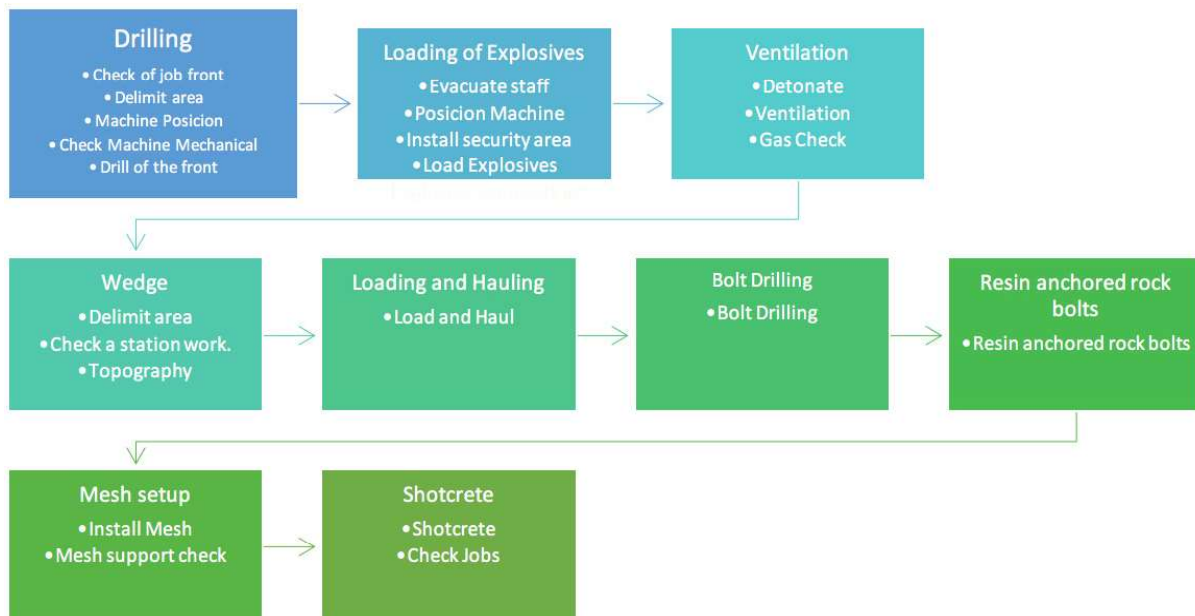 Drilling
•Check of job front
•Delimit area
•Machine Posicion
•Check Machine Mechanical
•Drill of the front
Loading of Explosives
•Evacuate staff
•Posicion Machine
•Install security area
•Load Explosives
Ventilation
•Detonate
•Ventilation
•Gas Check
Wedge
•Delimit area
•Check a station work.
•Topography
Loading and Hauling
•Load and Haul
Bolt Drilling
•Bolt Drilling
Resin anchored rock
bolts
•Resin anchored rock bolts
Mesh setup
•Install Mesh
•Mesh support check
Shotcrete
•Shotcrete
•Check Jobs